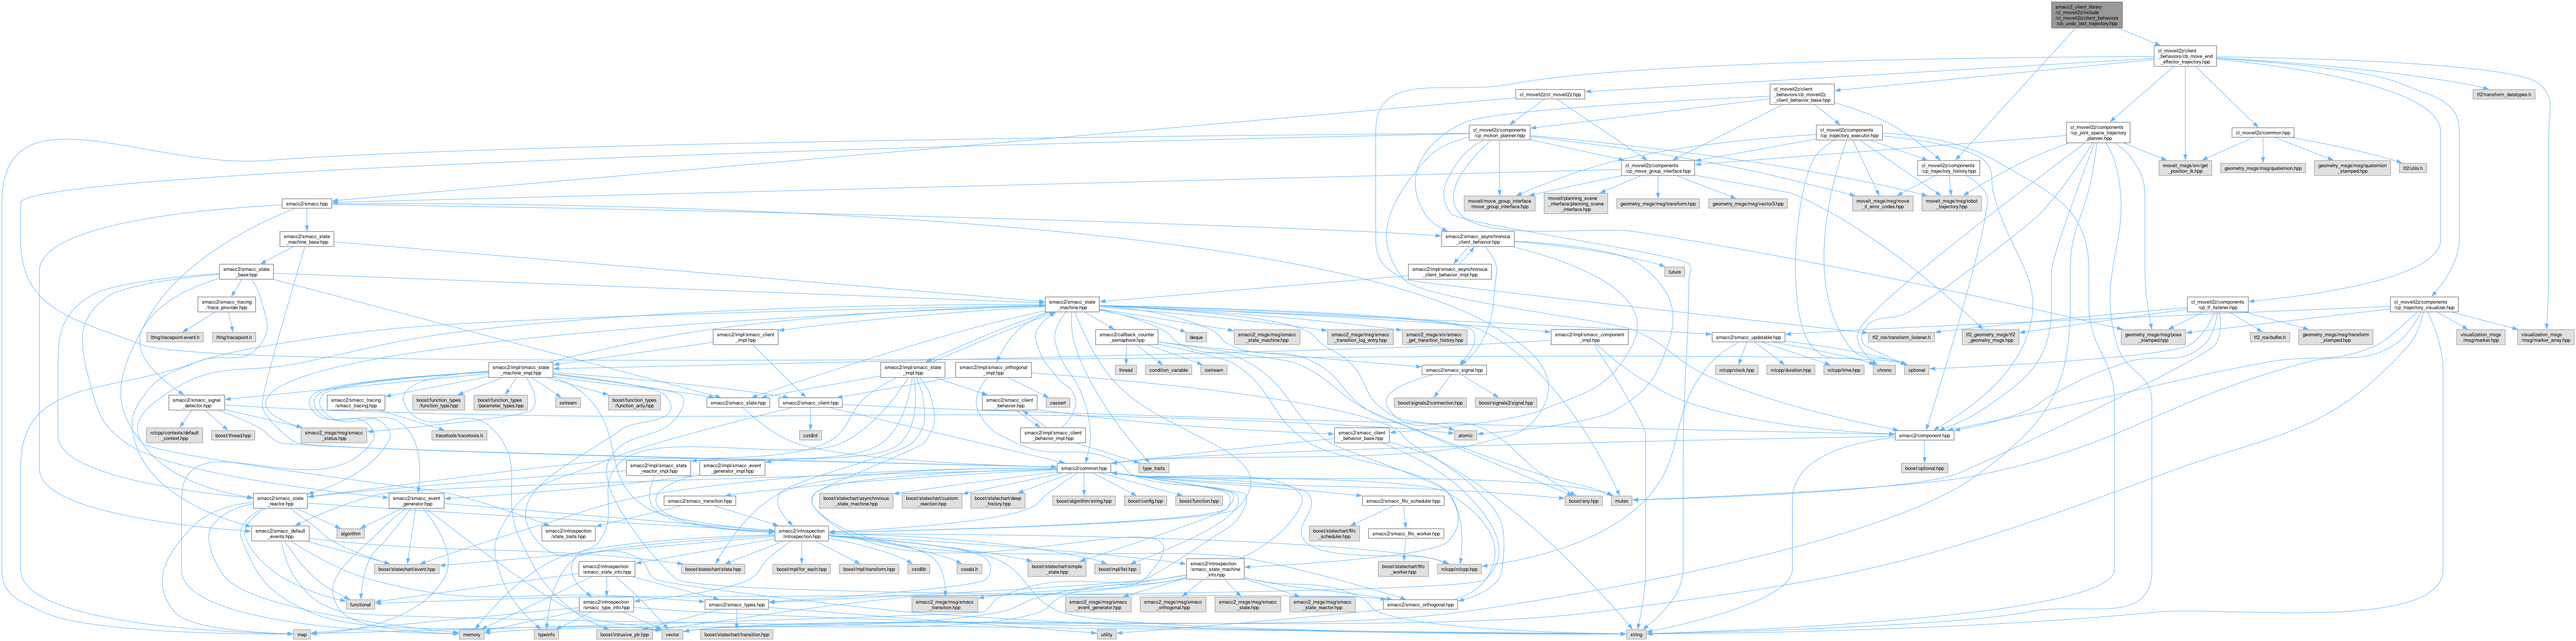 smacc2_client_library
/cl_moveit2z/include
/cl_moveit2z/client_behaviors
/cb_undo_last_trajectory.hpp
cl_moveit2z/client
_behaviors/cb_move_end
_effector_trajectory.hpp
cl_moveit2z/cl_moveit2z.hpp
cl_moveit2z/client
_behaviors/cb_moveit2z
_client_behavior_base.hpp
tf2/transform_datatypes.h
cl_moveit2z/components
/cp_motion_planner.hpp
cl_moveit2z/components
/cp_trajectory_executor.hpp
cl_moveit2z/components
/cp_joint_space_trajectory
_planner.hpp
cl_moveit2z/common.hpp
cl_moveit2z/components
/cp_move_group_interface.hpp
cl_moveit2z/components
/cp_trajectory_history.hpp
moveit_msgs/srv/get
_position_ik.hpp
geometry_msgs/msg/quaternion.hpp
geometry_msgs/msg/quaternion
_stamped.hpp
tf2/utils.h
smacc2/smacc.hpp
moveit/move_group_interface
/move_group_interface.hpp
moveit/planning_scene
_interface/planning_scene
_interface.hpp
geometry_msgs/msg/transform.hpp
geometry_msgs/msg/vector3.hpp
moveit_msgs/msg/move
_it_error_codes.hpp
moveit_msgs/msg/robot
_trajectory.hpp
smacc2/smacc_state
_machine_base.hpp
smacc2/smacc_asynchronous
_client_behavior.hpp
smacc2/smacc_state
_base.hpp
smacc2/impl/smacc_asynchronous
_client_behavior_impl.hpp
future
smacc2/smacc_tracing
/trace_provider.hpp
smacc2/smacc_state
_machine.hpp
cl_moveit2z/components
/cp_tf_listener.hpp
cl_moveit2z/components
/cp_trajectory_visualizer.hpp
lttng/tracepoint-event.h
lttng/tracepoint.h
smacc2/impl/smacc_client
_impl.hpp
smacc2/callback_counter
_semaphore.hpp
deque
smacc2_msgs/msg/smacc
_state_machine.hpp
smacc2_msgs/msg/smacc
_transition_log_entry.hpp
smacc2_msgs/srv/smacc
_get_transition_history.hpp
smacc2/impl/smacc_component
_impl.hpp
smacc2/smacc_updatable.hpp
tf2_ros/transform_listener.h
tf2_geometry_msgs/tf2
_geometry_msgs.hpp
geometry_msgs/msg/pose
_stamped.hpp
tf2_ros/buffer.h
geometry_msgs/msg/transform
_stamped.hpp
visualization_msgs
/msg/marker.hpp
visualization_msgs
/msg/marker_array.hpp
smacc2/impl/smacc_state
_machine_impl.hpp
smacc2/impl/smacc_state
_impl.hpp
smacc2/impl/smacc_orthogonal
_impl.hpp
thread
condition_variable
iostream
smacc2/smacc_signal.hpp
rclcpp/clock.hpp
rclcpp/duration.hpp
rclcpp/time.hpp
chrono
optional
smacc2/smacc_signal
_detector.hpp
smacc2/smacc_tracing
/smacc_tracing.hpp
boost/function_types
/function_type.hpp
boost/function_types
/parameter_types.hpp
sstream
boost/function_types
/function_arity.hpp
smacc2/smacc_state.hpp
smacc2/smacc_client.hpp
smacc2/smacc_client
_behavior.hpp
cassert
boost/signals2/connection.hpp
boost/signals2/signal.hpp
rclcpp/contexts/default
_context.hpp
boost/thread.hpp
smacc2_msgs/msg/smacc
_status.hpp
tracetools/tracetools.h
cstdint
smacc2/impl/smacc_client
_behavior_impl.hpp
smacc2/smacc_client
_behavior_base.hpp
atomic
smacc2/component.hpp
smacc2/impl/smacc_state
_reactor_impl.hpp
smacc2/impl/smacc_event
_generator_impl.hpp
smacc2/common.hpp
type_traits
boost/optional.hpp
smacc2/smacc_state
_reactor.hpp
smacc2/smacc_event
_generator.hpp
smacc2/smacc_transition.hpp
boost/statechart/asynchronous
_state_machine.hpp
boost/statechart/custom
_reaction.hpp
boost/statechart/deep
_history.hpp
boost/algorithm/string.hpp
boost/config.hpp
boost/function.hpp
smacc2/smacc_fifo_scheduler.hpp
boost/any.hpp
mutex
smacc2/smacc_default
_events.hpp
algorithm
smacc2/introspection
/state_traits.hpp
smacc2/introspection
/introspection.hpp
boost/statechart/fifo
_scheduler.hpp
smacc2/smacc_fifo_worker.hpp
boost/statechart/event.hpp
smacc2/introspection
/smacc_state_info.hpp
boost/statechart/state.hpp
boost/mpl/for_each.hpp
boost/mpl/transform.hpp
cstdlib
cxxabi.h
boost/statechart/simple
_state.hpp
boost/mpl/list.hpp
smacc2/introspection
/smacc_state_machine
_info.hpp
boost/statechart/fifo
_worker.hpp
rclcpp/rclcpp.hpp
functional
smacc2/introspection
/smacc_type_info.hpp
smacc2/smacc_types.hpp
smacc2_msgs/msg/smacc
_transition.hpp
smacc2_msgs/msg/smacc
_event_generator.hpp
smacc2_msgs/msg/smacc
_orthogonal.hpp
smacc2_msgs/msg/smacc
_state.hpp
smacc2_msgs/msg/smacc
_state_reactor.hpp
smacc2/smacc_orthogonal.hpp
map
memory
typeinfo
boost/intrusive_ptr.hpp
vector
boost/statechart/transition.hpp
utility
string